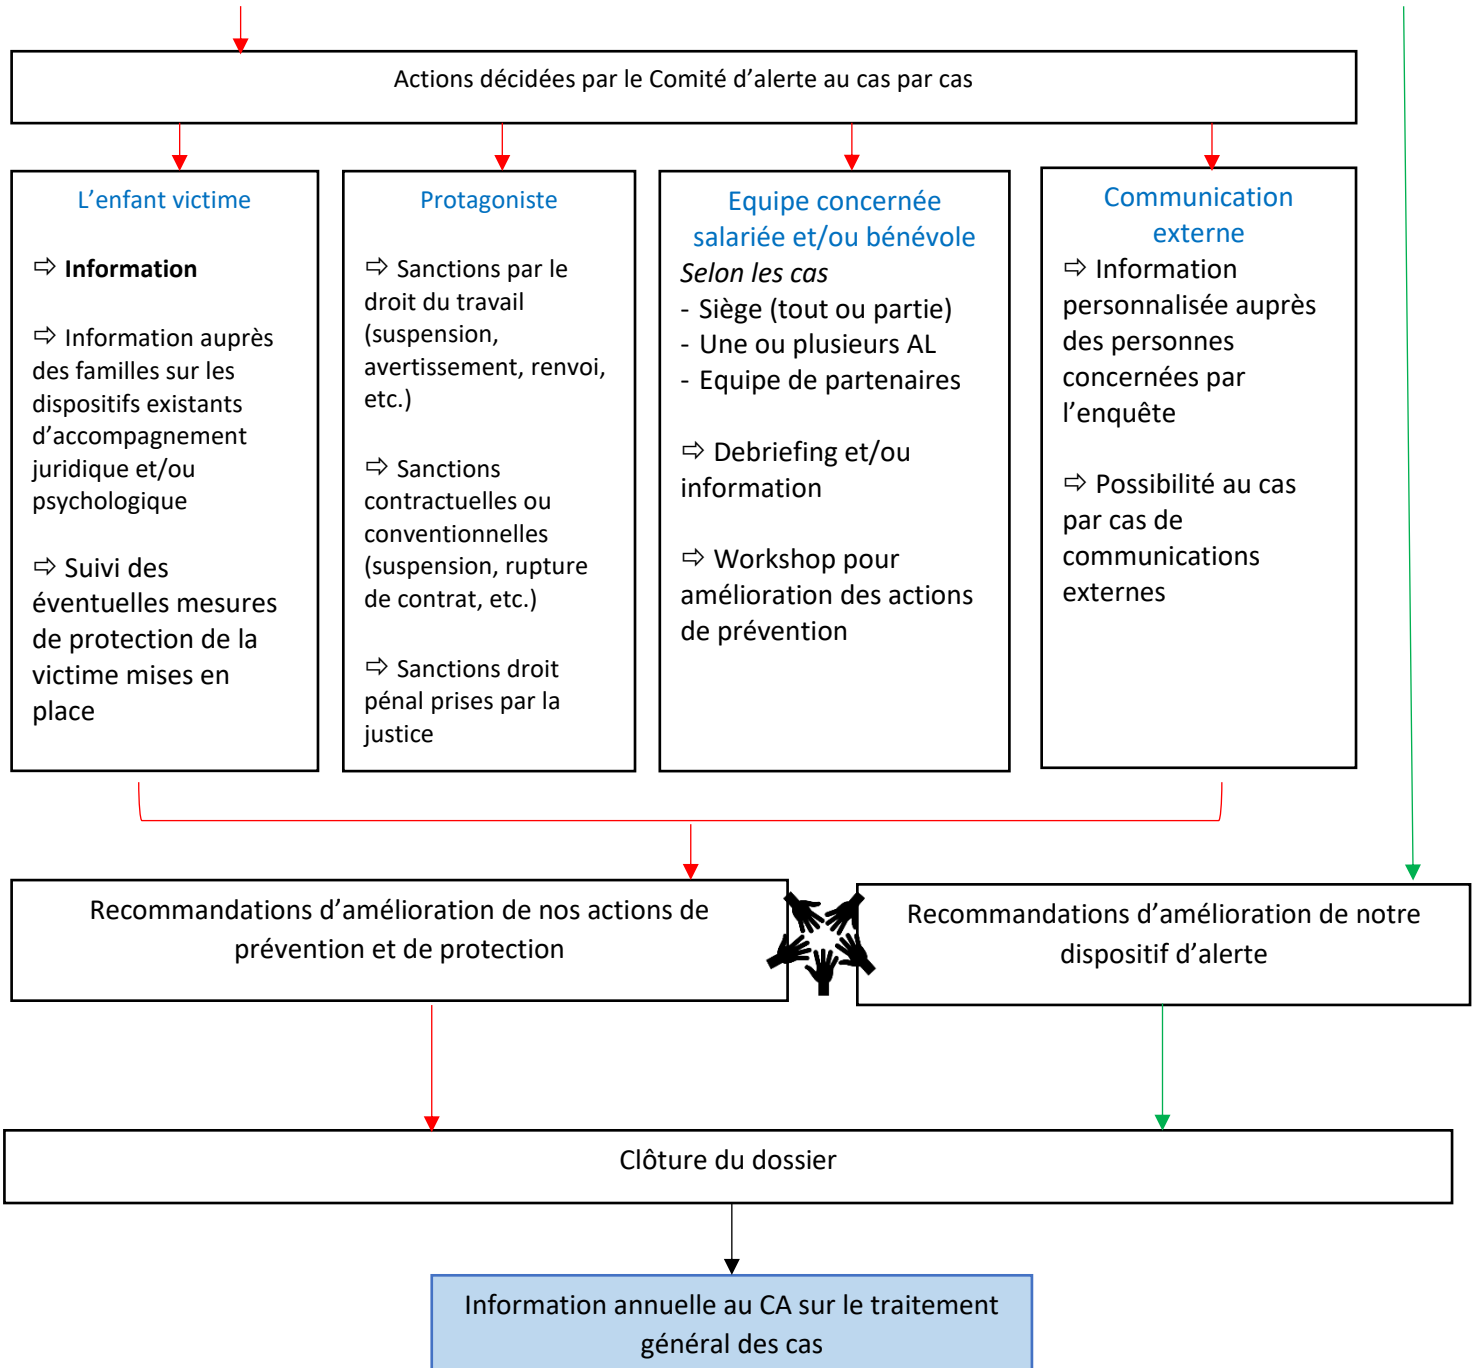 Actions décidées par le Comité d’alerte au cas par cas
L’enfant victime
⇨ Information
⇨ Information auprès
des familles sur les
dispositifs existants
d’accompagnement
juridique et/ou
psychologique
⇨ Suivi des
éventuelles mesures
de protection de la
victime mises en
place
Protagoniste
⇨ Sanctions par le
droit du travail
(suspension,
avertissement, renvoi,
etc.)
⇨ Sanctions
contractuelles ou
conventionnelles
(suspension, rupture
de contrat, etc.)
⇨ Sanctions droit
pénal prises par la
justice
Equipe concernée
salariée et/ou bénévole
Selon les cas
- Siège (tout ou partie)
- Une ou plusieurs AL
- Equipe de partenaires
⇨ Debriefing et/ou
information
⇨ Workshop pour
amélioration des actions
de prévention
Communication
externe
⇨ Information
personnalisée auprès
des personnes
concernées par
l’enquête
⇨ Possibilité au cas
par cas de
communications
externes
Recommandations d’amélioration de nos actions de
prévention et de protection
Recommandations d’amélioration de notre
dispositif d’alerte
Clôture du dossier
Information annuelle au CA sur le traitement
général des cas